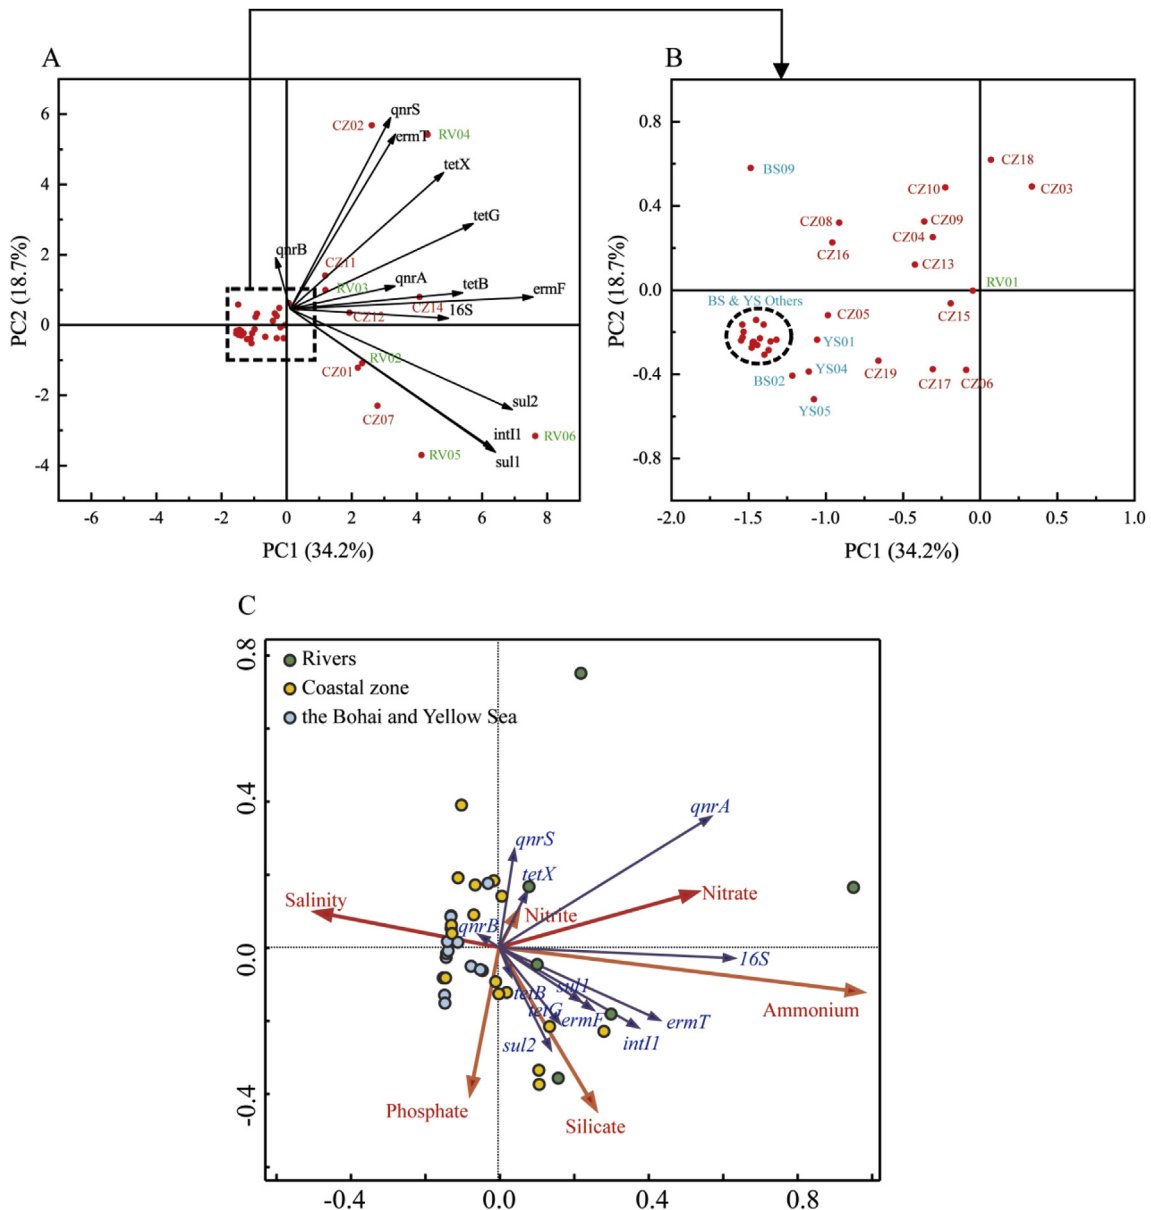 A
B
6
4
2
0
-2
-4
-6
-4
-2
0
2
4
6
8
PC2 (18.7%)
PC1 (34.2%)
qnrS
CZ02
ermT
RV04
tetX
tetG
qnrB
CZ11
qnrA
RV03
tetB
ermF
CZ14
16S
CZ12
RV02
CZ01
sul2
CZ07
intI1
RV06
RV05
sul1
0.8
0.4
0.0
-0.4
-0.8
-2.0
-1.5
-1.0
-0.5
0.0
0.5
1.0
PC2 (18.7%)
PC1 (34.2%)
CZ18
BS09
CZ10
CZ03
CZ08
CZ09
CZ04
CZ16
CZ13
RV01
BS & YS Others
CZ05
CZ15
YS01
YS04
CZ19
BS02
CZ17
CZ06
YS05
C
Rivers
Coastal zone
the Bohai and Yellow Sea
0.8
0.4
0.0
-0.4
-0.4
0.0
0.4
0.8
qnrA
qnrS
tetX
Salinity
Nitrate
Nitrite
qnrB
16S
sul1
tetB
Ammonium
tetG
ermF
ermT
sul2
intI1
Phosphate
Silicate